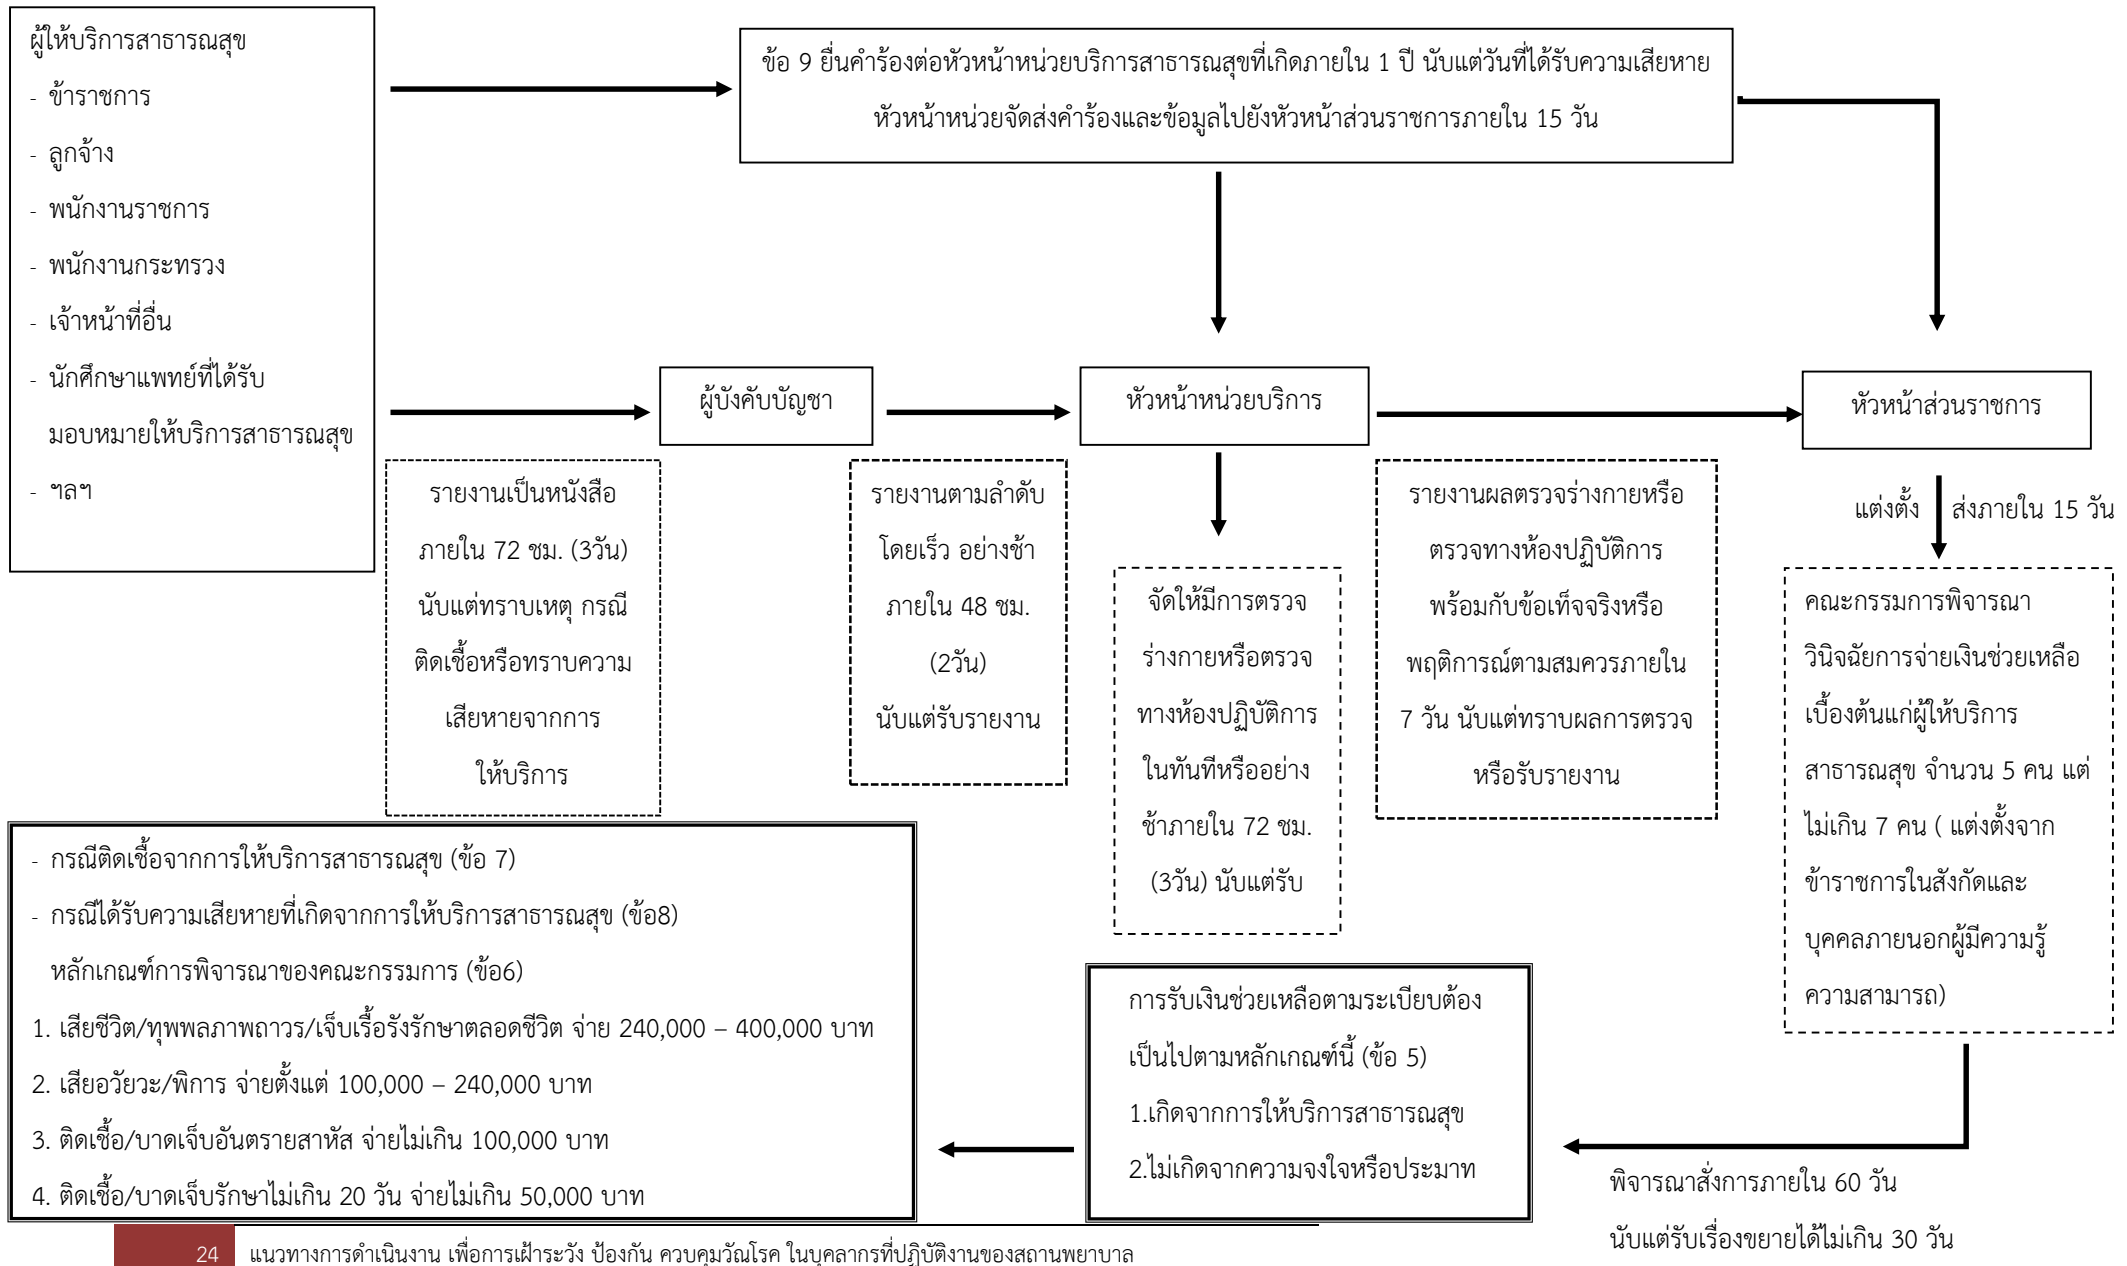 ผู้ให้บริการสาธารณสุข
- ข้าราชการ
- ลูกจ้าง
- พนักงานราชการ
- พนักงานกระทรวง
- เจ้าหน้าที่อื่น
- นักศึกษาแพทย์ที่ได้รับ
มอบหมายให้บริการสาธารณสุข
- ฯลฯ
ข้อ 9 ยื่นคำร้องต่อหัวหน้าหน่วยบริการสาธารณสุขที่เกิดภายใน 1 ปี นับแต่วันที่ได้รับความเสียหาย
หัวหน้าหน่วยจัดส่งคำร้องและข้อมูลไปยังหัวหน้าส่วนราชการภายใน 15 วัน
ผู้บังคับบัญชา
หัวหน้าหน่วยบริการ
หัวหน้าส่วนราชการ
รายงานเป็นหนังสือ
ภายใน 72 ชม. (3วัน)
นับแต่ทราบเหตุ กรณี
ติดเชื้อหรือทราบความ
เสียหายจากการ
ให้บริการ
รายงานตามลำดับ
โดยเร็ว อย่างช้า
ภายใน 48 ชม.
(2วัน)
นับแต่รับรายงาน
จัดให้มีการตรวจ
ร่างกายหรือตรวจ
ทางห้องปฏิบัติการ
ในทันทีหรืออย่าง
ช้าภายใน 72 ชม.
(3วัน) นับแต่รับ
รายงานผลตรวจร่างกายหรือ
ตรวจทางห้องปฏิบัติการ
พร้อมกับข้อเท็จจริงหรือ
พฤติการณ์ตามสมควรภายใน
7 วัน นับแต่ทราบผลการตรวจ
หรือรับรายงาน
แต่งตั้ง ส่งภายใน 15 วัน
คณะกรรมการพิจารณา
วินิจฉัยการจ่ายเงินช่วยเหลือ
เบื้องต้นแก่ผู้ให้บริการ
สาธารณสุข จำนวน 5 คน แต่
ไม่เกิน 7 คน ( แต่งตั้งจาก
ข้าราชการในสังกัดและ
บุคคลภายนอกผู้มีความรู้
ความสามารถ)
พิจารณาสั่งการภายใน 60 วัน
นับแต่รับเรื่องขยายได้ไม่เกิน 30 วัน
การรับเงินช่วยเหลือตามระเบียบต้อง
เป็นไปตามหลักเกณฑ์นี้ (ข้อ 5)
1.เกิดจากการให้บริการสาธารณสุข
2.ไม่เกิดจากความจงใจหรือประมาท
- กรณีติดเชื้อจากการให้บริการสาธารณสุข (ข้อ 7)
- กรณีได้รับความเสียหายที่เกิดจากการให้บริการสาธารณสุข (ข้อ8)
หลักเกณฑ์การพิจารณาของคณะกรรมการ (ข้อ6)
1. เสียชีวิต/ทุพพลภาพถาวร/เจ็บเรื้อรังรักษาตลอดชีวิต จ่าย 240,000 – 400,000 บาท
2. เสียอวัยวะ/พิการ จ่ายตั้งแต่ 100,000 – 240,000 บาท
3. ติดเชื้อ/บาดเจ็บอันตรายสาหัส จ่ายไม่เกิน 100,000 บาท
4. ติดเชื้อ/บาดเจ็บรักษาไม่เกิน 20 วัน จ่ายไม่เกิน 50,000 บาท
24 แนวทางการดำเนินงาน เพื่อการเฝ้าระวัง ป้องกัน ควบคุมวัณโรค ในบุคลากรที่ปฏิบัติงานของสถานพยาบาล